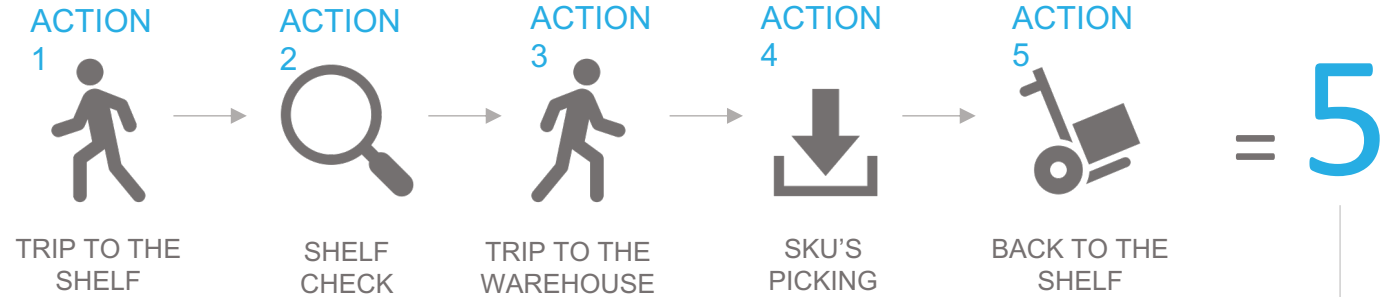 ACTION
1
ACTION
2
ACTION
3
ACTION
4
ACTION
5
= 5
TRIP TO THE
SHELF
SHELF
CHECK
TRIP TO THE
WAREHOUSE
SKU'S
PICKING
BACK TO THE
SHELF